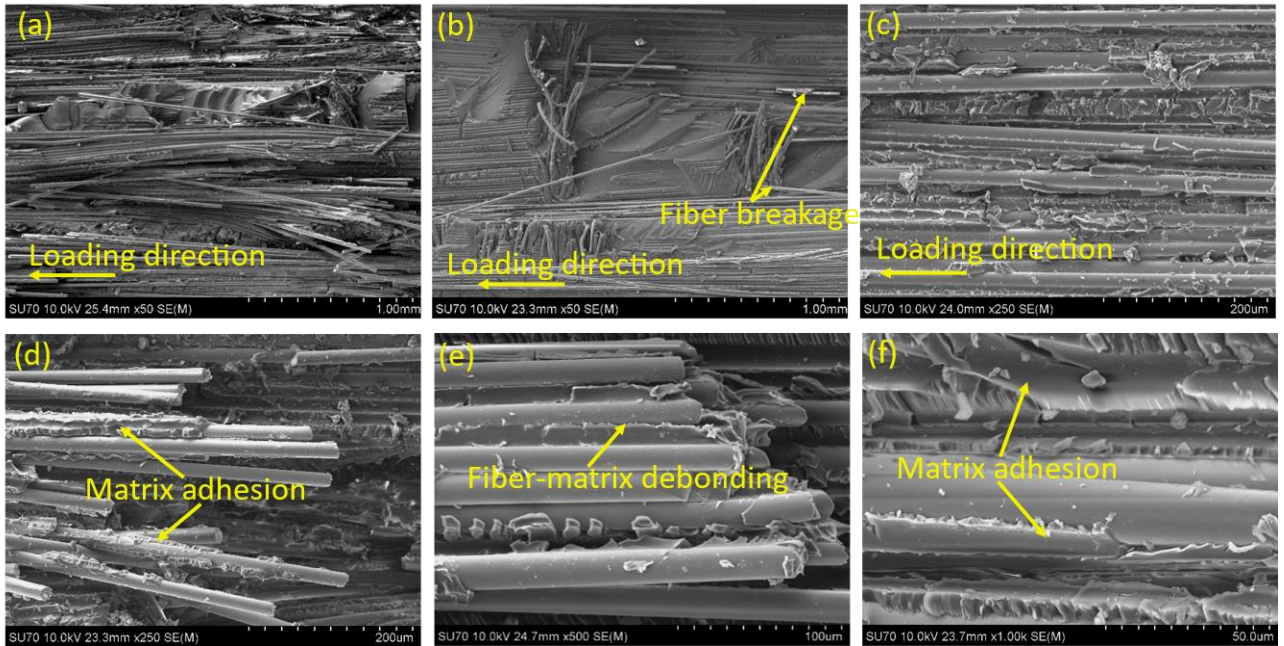 (a)
Loading direction
SU70 10.0kV 25.4mm x50 SE(M)
1.00mm
(b)
Fiber breakage
Loading direction
SU70 10.0kV 23.3mm x50 SE(M)
1.00mm
(c)
Loading direction
SU70 10.0kV 24.0mm x250 SE(M)
200um
(d)
Matrix adhesion
SU70 10.0kV 23.3mm x250 SE(M)
200um
(e)
Fiber-matrix debonding
SU70 10.0kV 24.7mm x500 SE(M)
100um
(f)
Matrix adhesion
SU70 10.0kV 23.7mm x1.00k SE(M)
50.0um